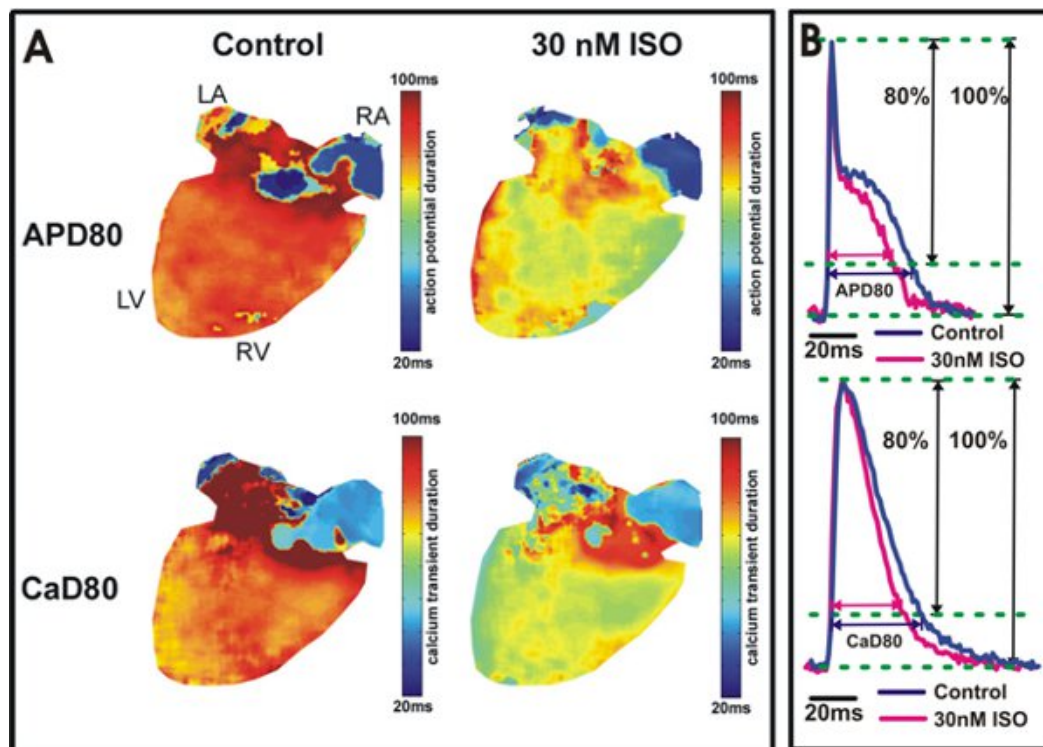 A
Control
30 nM ISO
100ms
100ms
LA
RA
APD80
action potential duration
action potential duration
LV
RV
20ms
20ms
100ms
100ms
CaD80
calcium transient duration
calcium transient duration
20ms
20ms
B
80%
100%
APD80
20ms
Control
30nM ISO
80%
100%
CaD80
20ms
Control
30nM ISO